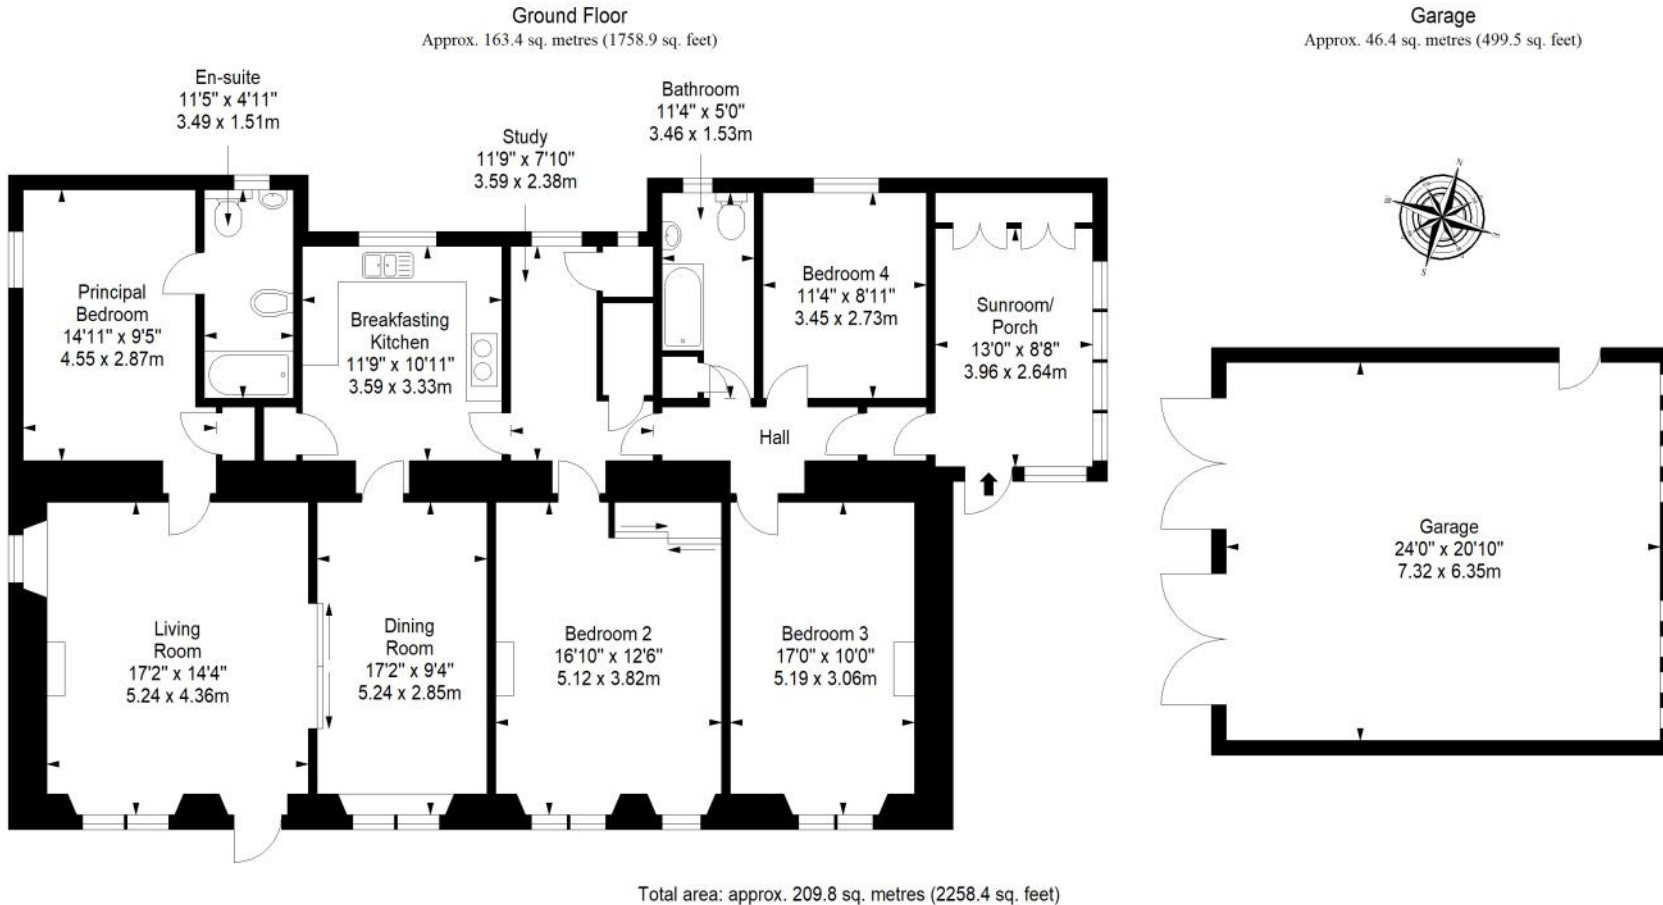 Ground Floor
Approx. 163.4 sq. metres (1758.9 sq. feet)
Garage
Approx. 46.4 sq. metres (499.5 sq. feet)
En-suite
11'5" x 4'11"
3.49 x 1.51m
Study
11'9" x 7'10"
3.59 x 2.38m
Bathroom
11'4" x 5'0"
3.46 x 1.53m
N
W
E
S
Principal
Bedroom
14'11" x 9'5"
4.55 x 2.87m
Breakfasting
Kitchen
11'9" x 10'11"
3.59 x 3.33m
Bedroom 4
11'4" x 8'11"
3.45 x 2.73m
Sunroom/
Porch
13'0" x 8'8"
3.96 x 2.64m
Hall
Living
Room
17'2" x 14'4"
5.24 x 4.36m
Dining
Room
17'2" x 9'4"
5.24 x 2.85m
Bedroom 2
16'10" x 12'6"
5.12 x 3.82m
Bedroom 3
17'0" x 10'0"
5.19 x 3.06m
Garage
24'0" x 20'10"
7.32 x 6.35m
Total area: approx. 209.8 sq. metres (2258.4 sq. feet)